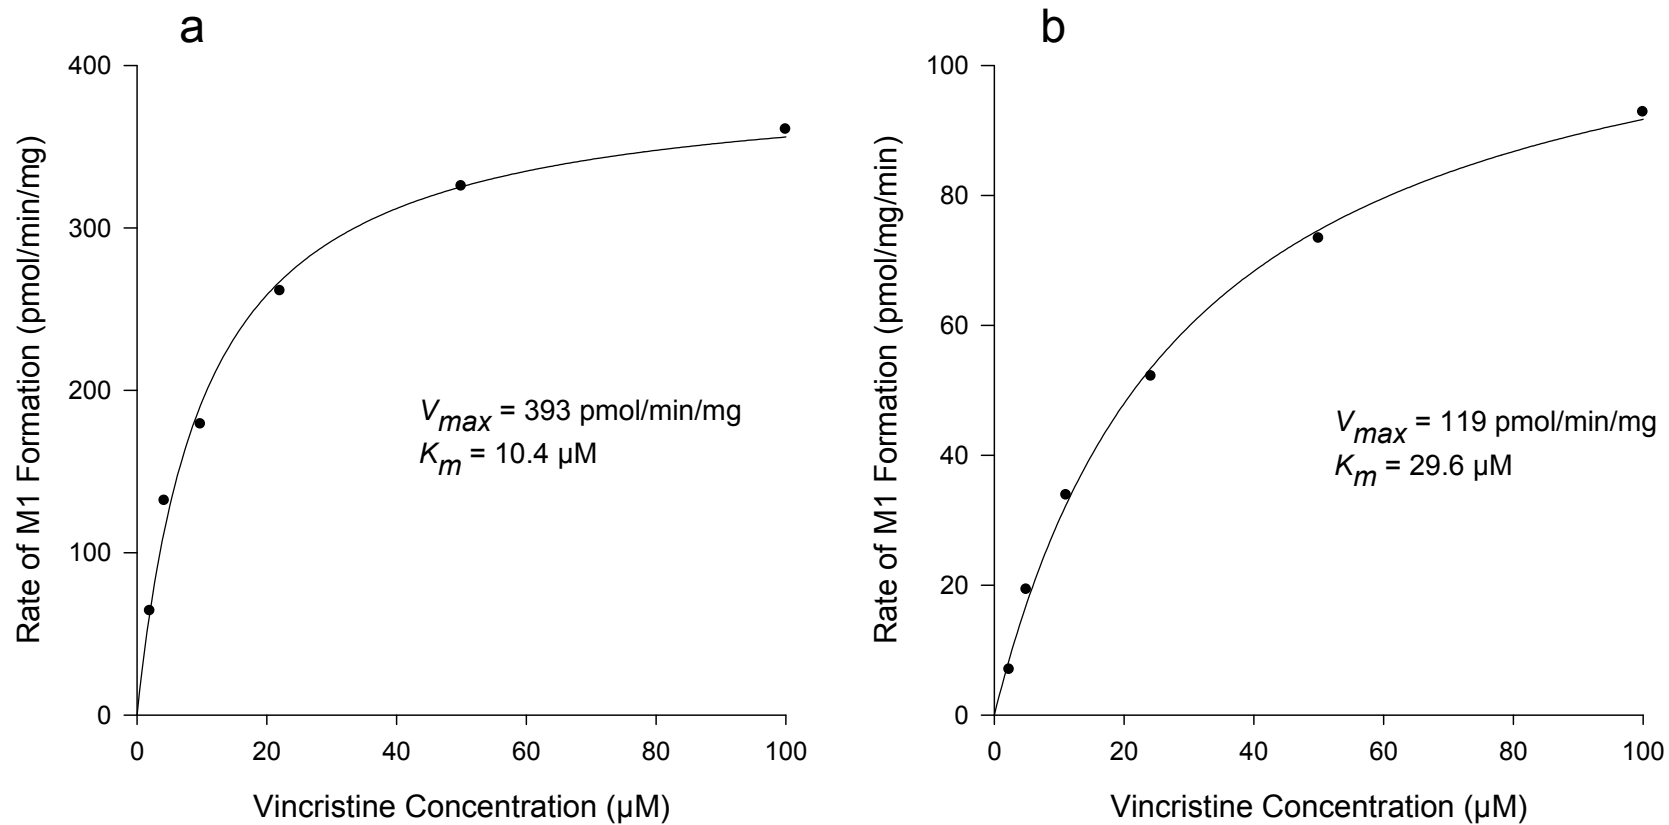 a
400
300
200
100
0
0 20 40 60 80 100
Rate of M1 Formation (pmol/min/mg)
Vmax = 393 pmol/min/mg
Km = 10.4 µM
Vincristine Concentration (µM)
b
100
80
60
40
20
0
0 20 40 60 80 100
Rate of M1 Formation (pmol/mg/min)
Vmax = 119 pmol/min/mg
Km = 29.6 µM
Vincristine Concentration (µM)